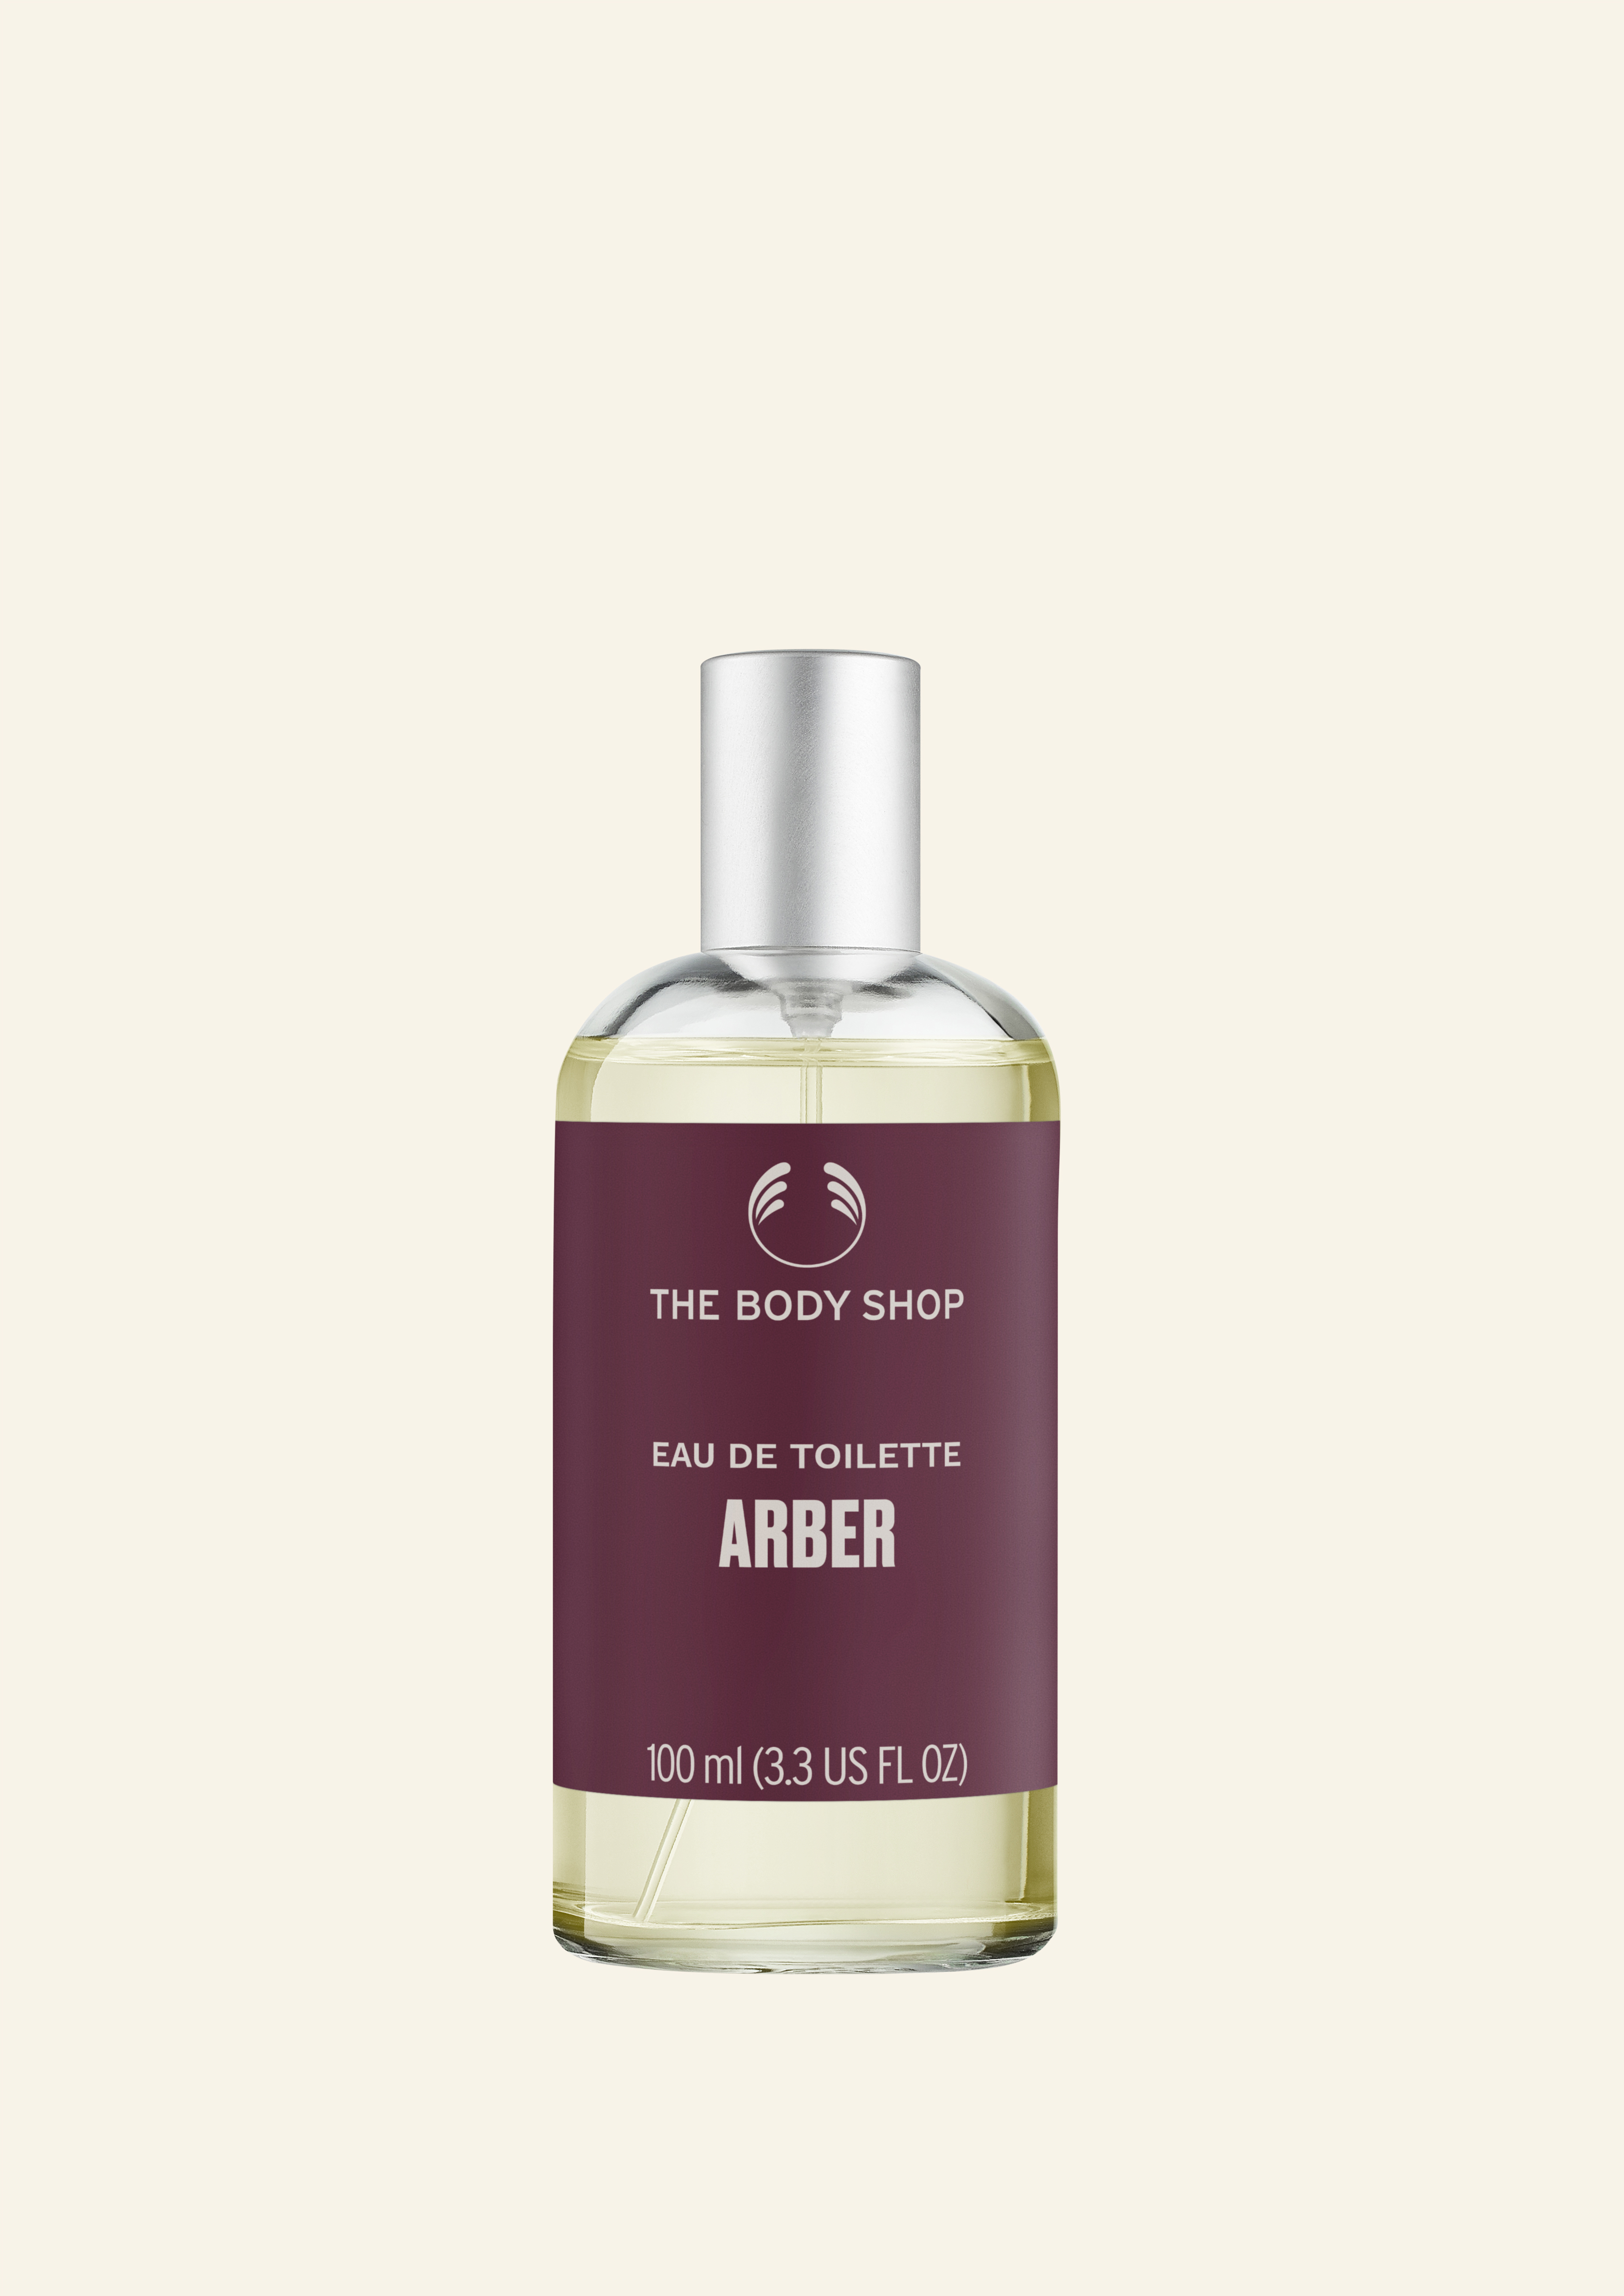 THE BODY SHOP
EAU DE TOILETTE
ARBER
100 ml (3.3 US FL OZ)